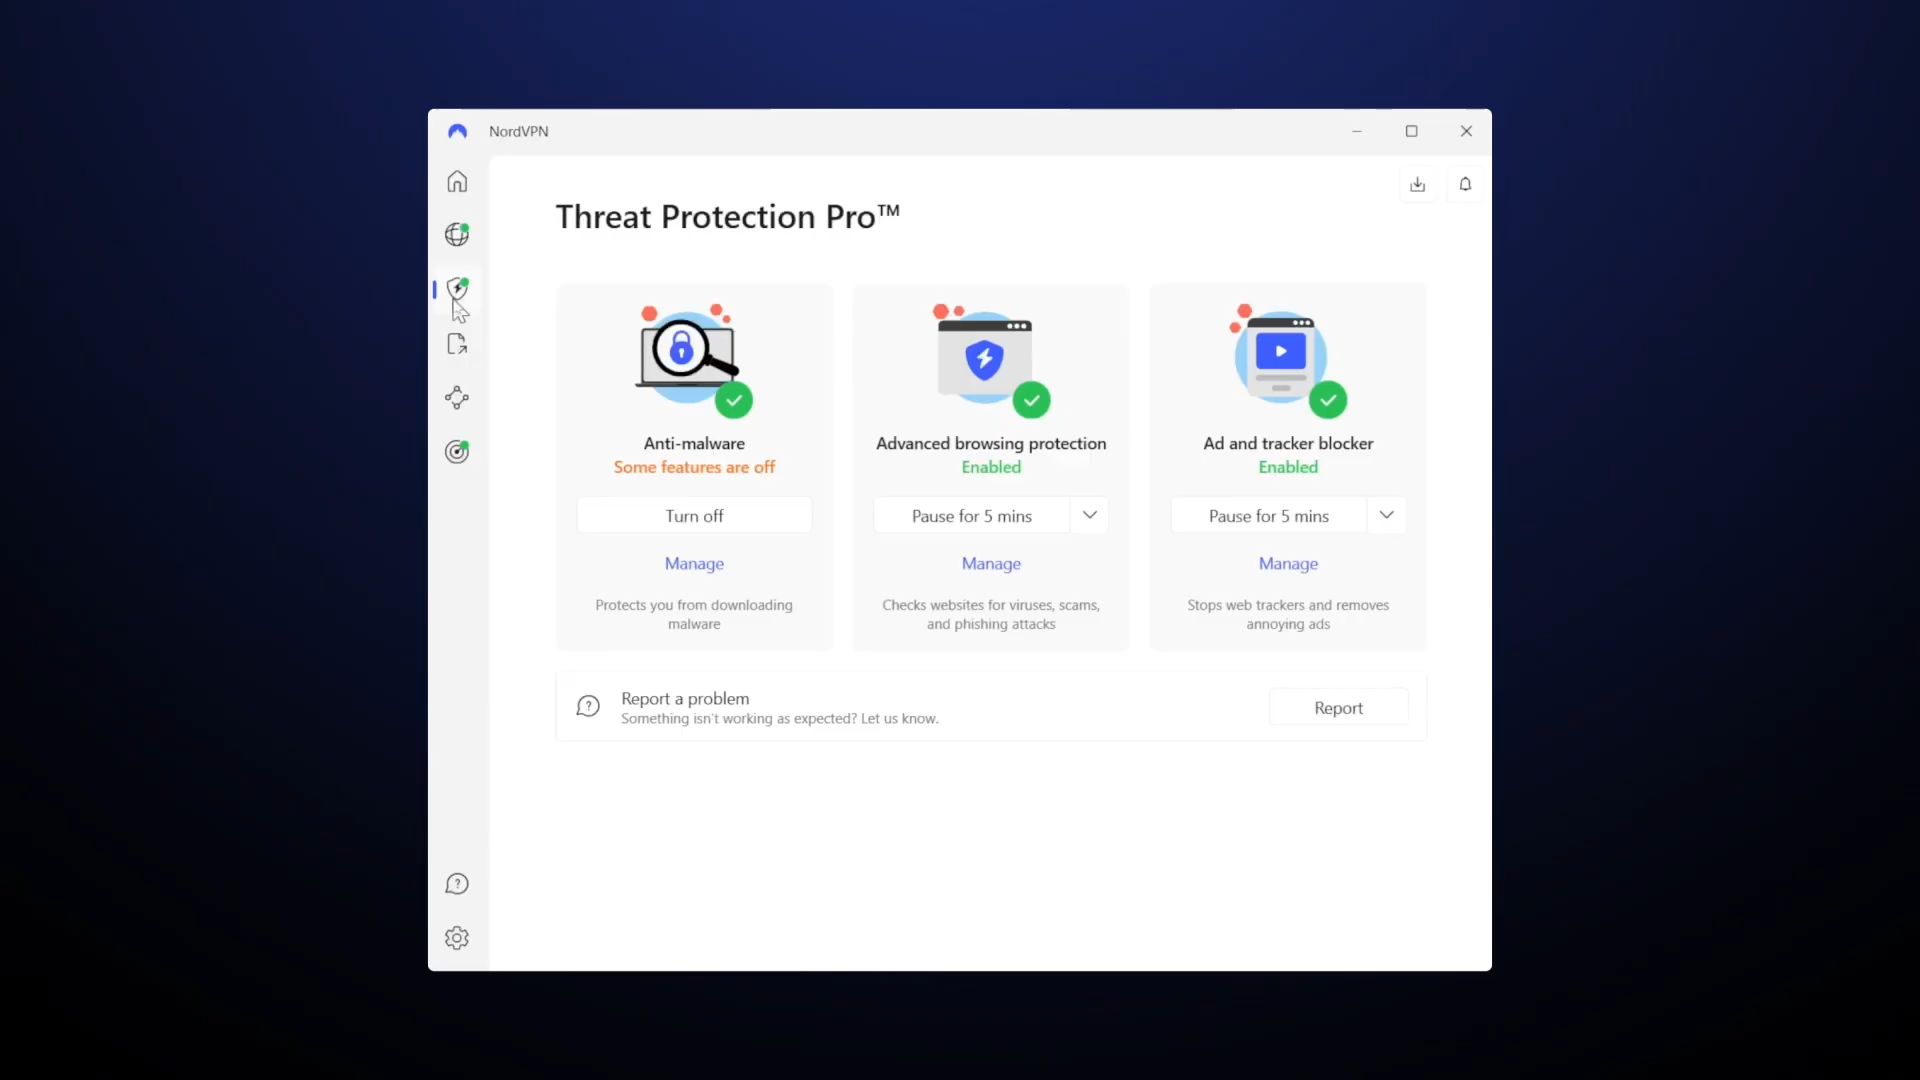 NordVPN
Threat Protection Pro™
Anti-malware
Some features are off
Turn off
Manage
Protects you from downloading
malware
Advanced browsing protection
Enabled
Pause for 5 mins
Manage
Checks websites for viruses, scams,
and phishing attacks
Ad and tracker blocker
Enabled
Pause for 5 mins
Manage
Stops web trackers and removes
annoying ads
Report a problem
Something isn't working as expected? Let us know.
Report